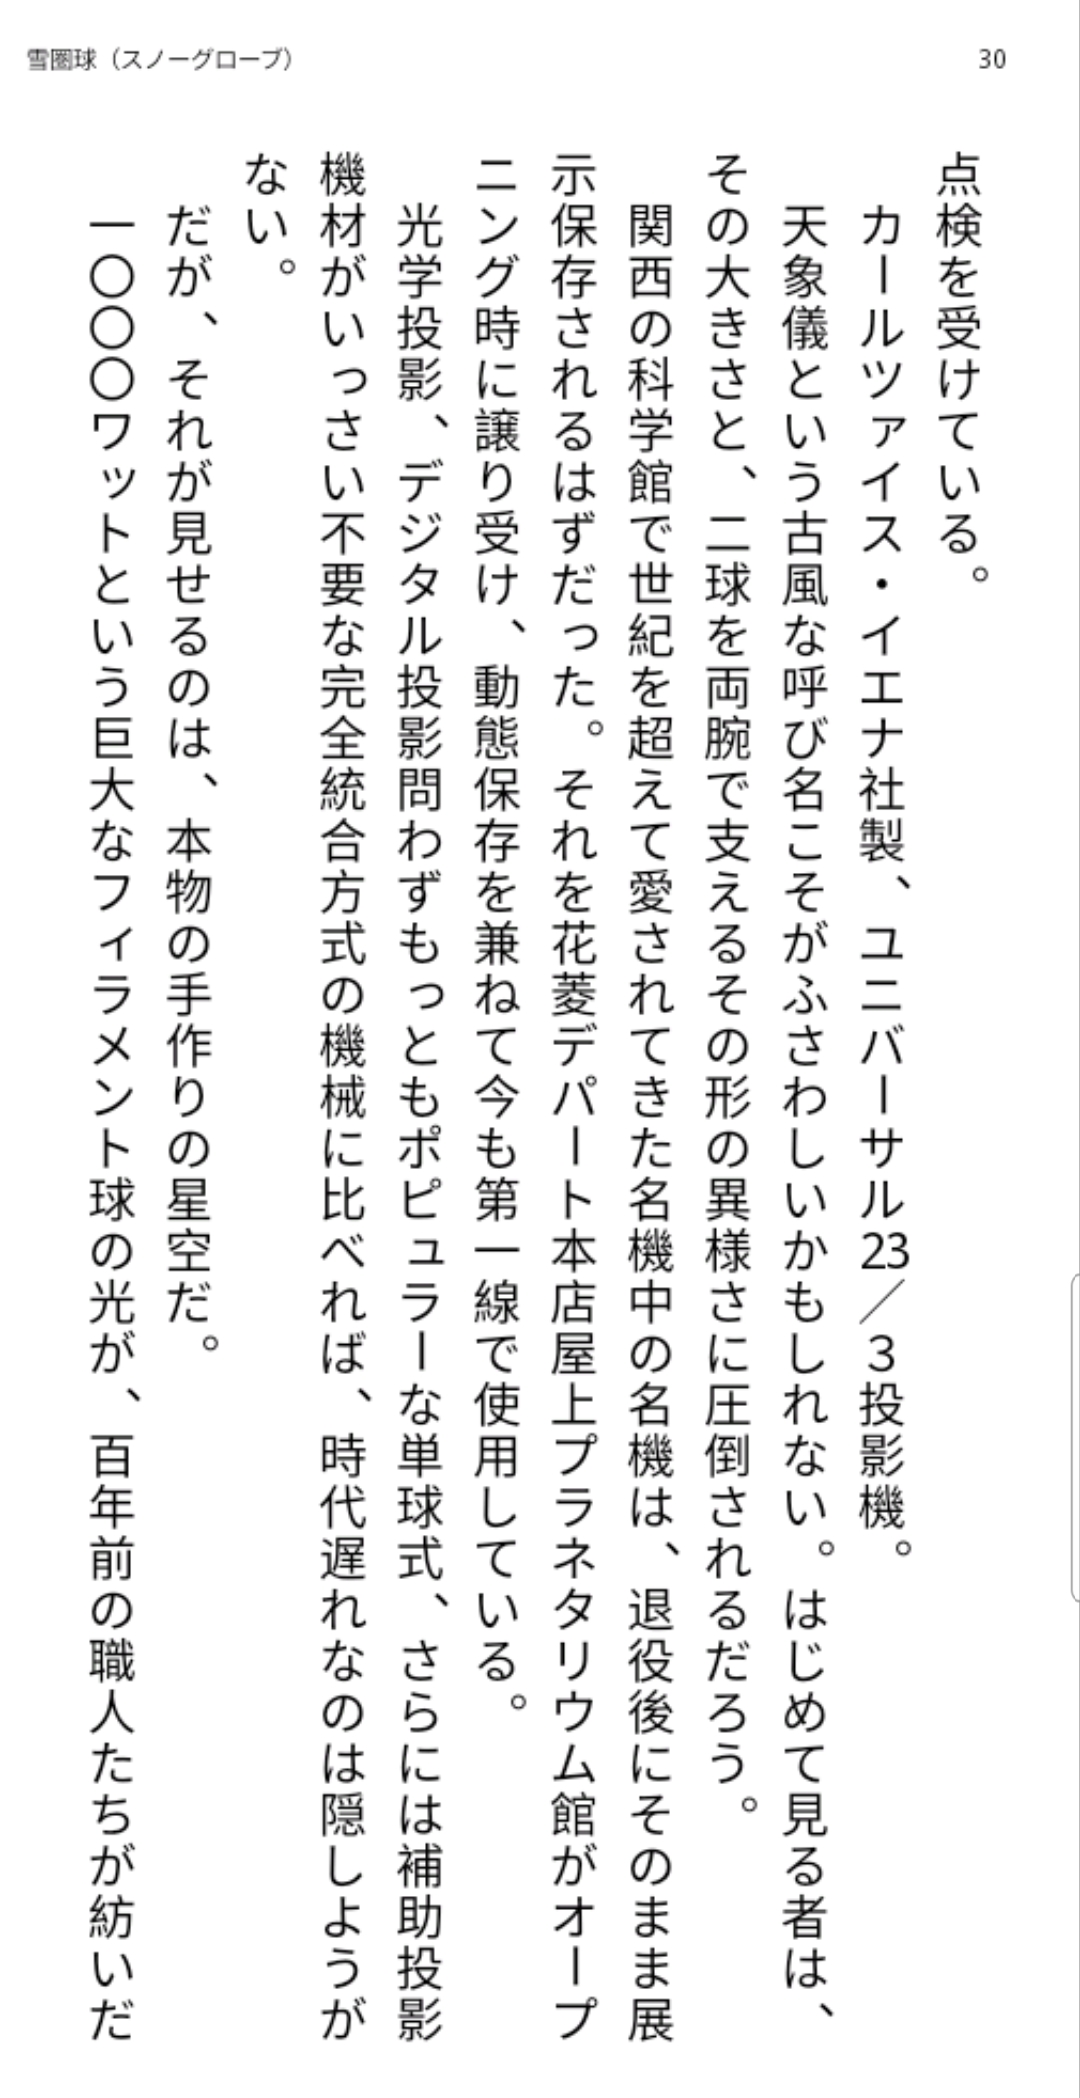 雪圏球（スノーグローブ）
30
点検を受けている。
カールツァイス・イエナ社製、ユニバーサル23／３投影機。
天象儀という古風な呼び名こそがふさわしいかもしれない。はじめて見る者は、
その大きさと、二球を両腕で支えるその形の異様さに圧倒されるだろう。
関西の科学館で世紀を超えて愛されてきた名機中の名機は、退役後にそのまま展
示保存されるはずだった。それを花菱デパート本店屋上プラネタリウム館がオープ
ニング時に譲り受け、動態保存を兼ねて今も第一線で使用している。
光学投影、デジタル投影問わずもっともポピュラーな単球式、さらには補助投影
機材がいっさい不要な完全統合方式の機械に比べれば、時代遅れなのは隠しようが
ない。
だが、それが見せるのは、本物の手作りの星空だ。
一〇〇〇ワットという巨大なフィラメント球の光が、百年前の職人たちが紡いだ